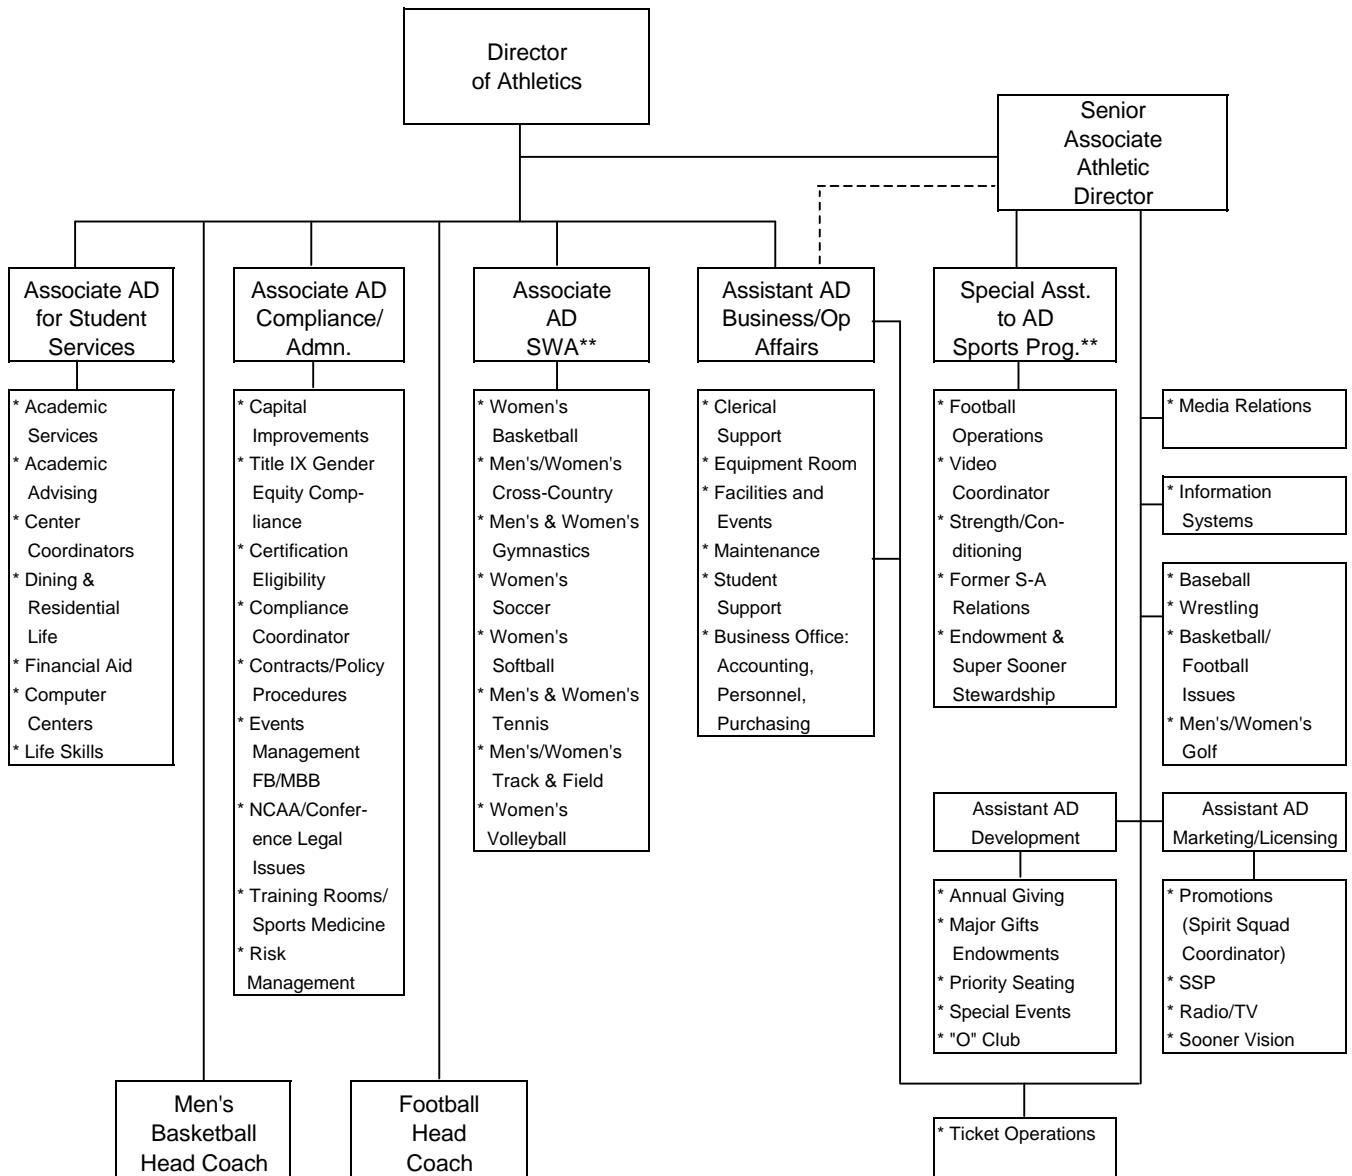 Director
of Athletics
Senior
Associate
Athletic
Director
Associate AD
for Student
Services
Associate AD
Compliance/
Admn.
Associate
AD
SWA**
Assistant AD
Business/Op
Affairs
Special Asst.
to AD
Sports Prog.**
* Academic
Services
* Academic
Advising
* Center
Coordinators
* Dining &
Residential
Life
* Financial Aid
* Computer
Centers
* Life Skills
* Capital
Improvements
* Title IX Gender
Equity Comp-
liance
* Certification
Eligibility
* Compliance
Coordinator
* Contracts/Policy
Procedures
* Events
Management
FB/MBB
* NCAA/Confer-
ence Legal
Issues
* Training Rooms/
Sports Medicine
* Risk
Management
* Women's
Basketball
* Men's/Women's
Cross-Country
* Men's & Women's
Gymnastics
* Women's
Soccer
* Women's
Softball
* Men's & Women's
Tennis
* Men's/Women's
Track & Field
* Women's
Volleyball
* Clerical
Support
* Equipment Room
* Facilities and
Events
* Maintenance
* Student
Support
* Business Office:
Accounting,
Personnel,
Purchasing
* Football
Operations
* Video
Coordinator
* Strength/Con-
ditioning
* Former S-A
Relations
* Endowment &
Super Sooner
Stewardship
* Media Relations
* Information
Systems
* Baseball
* Wrestling
* Basketball/
Football
Issues
* Men's/Women's
Golf
Assistant AD
Development
Assistant AD
Marketing/Licensing
* Annual Giving
* Major Gifts
Endowments
* Priority Seating
* Special Events
* "O" Club
* Promotions
(Spirit Squad
Coordinator)
* SSP
* Radio/TV
* Sooner Vision
Men's
Basketball
Head Coach
Football
Head
Coach
* Ticket Operations